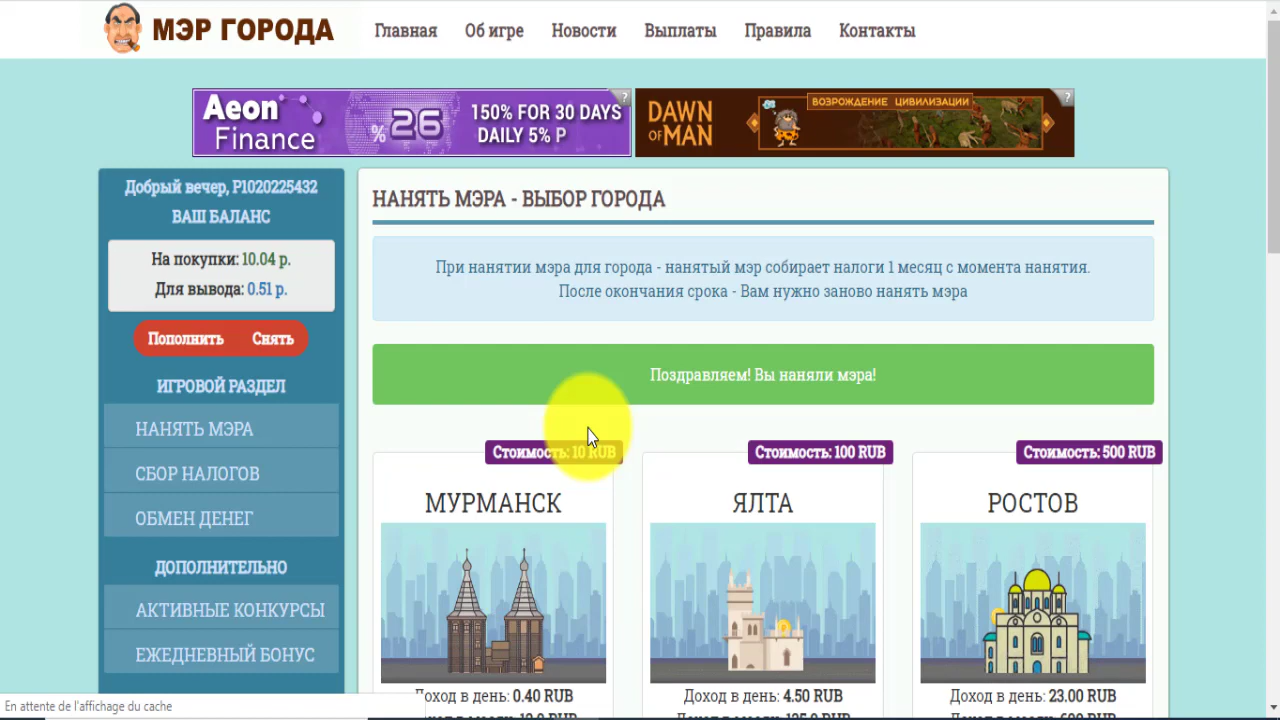 МЭР ГОРОДА
Главная Об игре Новости Выплаты Правила Контакты
Aeon Finance
% 26
150% FOR 30 DAYS
DAILY 5% P
?
DAWN OF MAN
ВОЗРОЖДЕНИЕ ЦИВИЛИЗАЦИИ
?
Добрый вечер, P1020225432
ВАШ БАЛАНС
На покупки: 10.04 р.
Для вывода: 0.51 р.
Пополнить Снять
ИГРОВОЙ РАЗДЕЛ
НАНЯТЬ МЭРА
СБОР НАЛОГОВ
ОБМЕН ДЕНЕГ
ДОПОЛНИТЕЛЬНО
АКТИВНЫЕ КОНКУРСЫ
ЕЖЕДНЕВНЫЙ БОНУС
НАНЯТЬ МЭРА - ВЫБОР ГОРОДА
При нанятии мэра для города - нанятый мэр собирает налоги 1 месяц с момента нанятия.
После окончания срока - Вам нужно заново нанять мэра
Поздравляем! Вы наняли мэра!
Стоимость: 10 RUB
МУРМАНСК
Доход в день: 0.40 RUB
Стоимость: 100 RUB
ЯЛТА
Доход в день: 4.50 RUB
Стоимость: 500 RUB
РОСТОВ
Доход в день: 23.00 RUB
En attente de l'affichage du cache